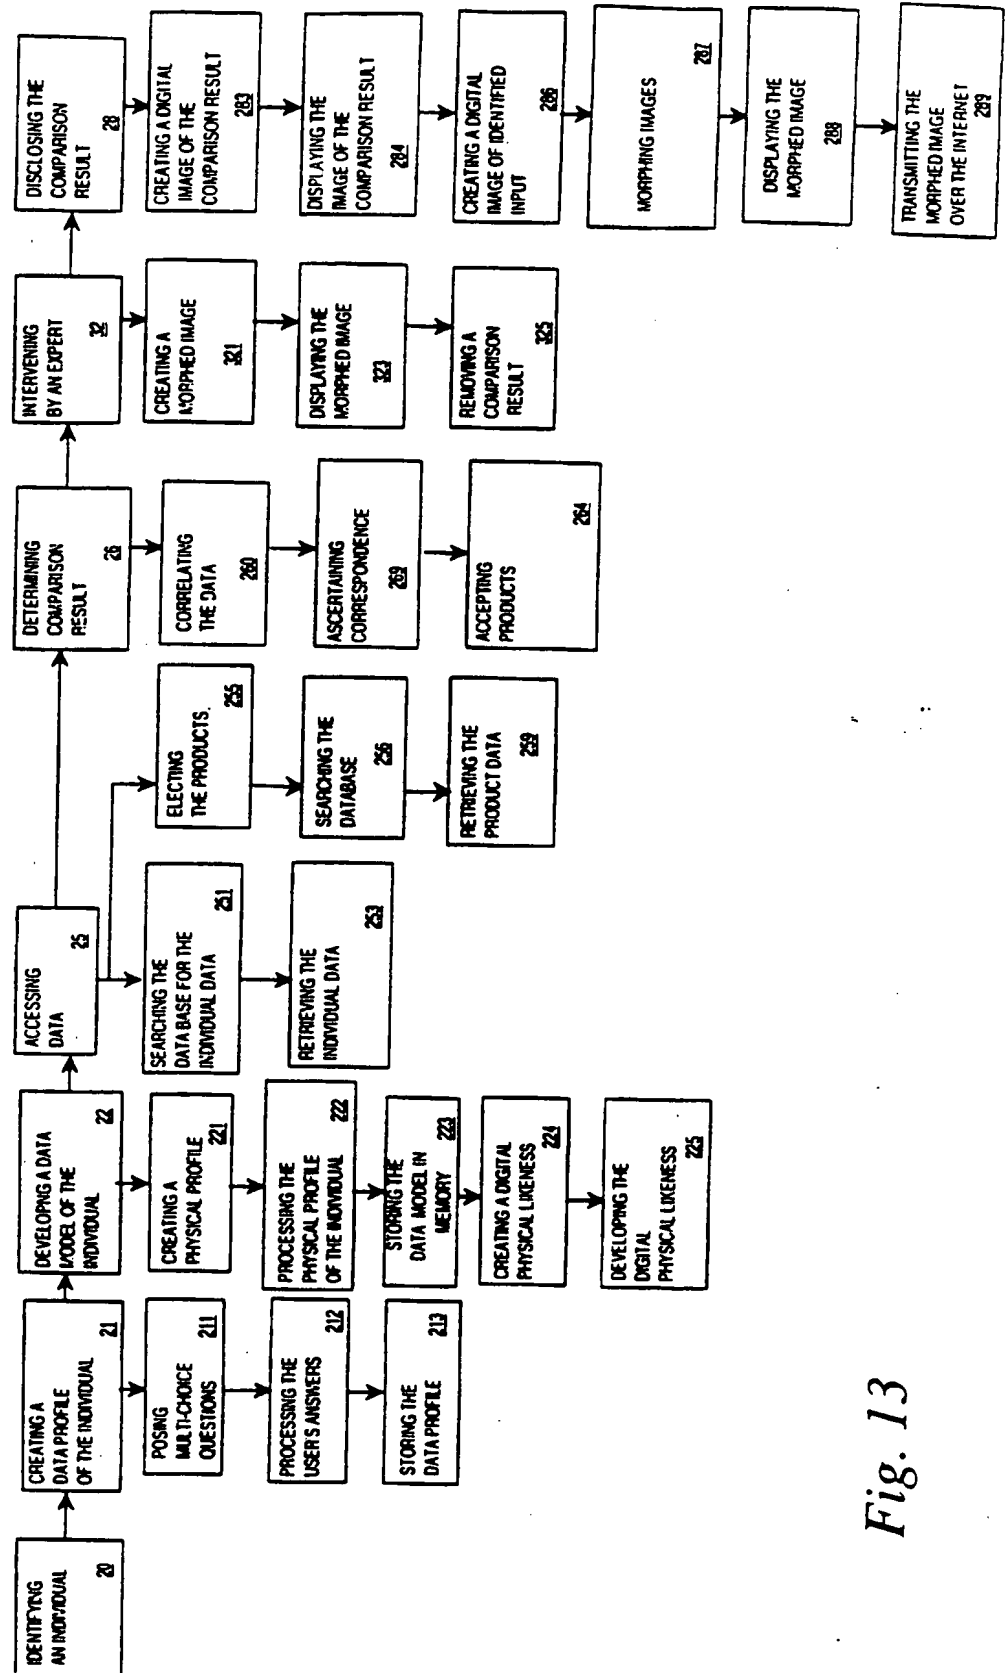 IDENTIFYING
AN INDIVIDUAL
20
CREATING A
DATA PROFILE
OF THE INDIVIDUAL
21
POSING
MULTI-CHOICE
QUESTIONS
211
PROCESSING THE
USERS ANSWERS
212
STORING THE
DATA PROFILE
213
DEVELOPNG A DATA
MODEL OF THE
INDIVIDUAL
22
CREATING A
PHYSICAL PROFILE
221
PROCESSING THE
PHYSICAL PROFILE
OF THE INDIVIDUAL
222
STORING THE
DATA MODEL IN
MEMORY
223
CREATING A DIGITAL
PHYSICAL LIKENESS
224
DEVELOPING THE
DIGITAL
PHYSICAL LIKENESS
225
ACCESSING
DATA
25
SEARCHING THE
DATA BASE FOR THE
INDIVIDUAL DATA
251
RETRIEVING THE
INDIVIDUAL DATA
253
ELECTING
THE PRODUCTS.
255
SEARCHING THE
DATABASE
256
RETRIEVING THE
PRODUCT DATA
259
DETERMINING
COMPARISON
RESULT
26
CORRELATING
THE DATA
260
ASCERTAINING
CORRESPONDENCE
269
ACCEPTING
PRODUCTS
264
INTERVENING
BY AN EXPERT
32
CREATING A
MORPHED IMAGE
321
DISPLAYING THE
MORPHED IMAGE
323
REMOVING A
COMPARISON
RESULT
325
DISCLOSING THE
COMPARISON
RESULT
28
CREATING A DIGITAL
IMAGE OF THE
COMPARISON RESULT
283
DISPLAYING THE
IMAGE OF THE
COMPARISON RESULT
284
CREATING A DIGITAL
IMAGE OF IDENTIFIED
INPUT
286
MORPHING IMAGES
287
DISPLAYING THE
MORPHED IMAGE
288
TRANSMITTING THE
MORPHED IMAGE
OVER THE INTERNET
289
Fig. 13